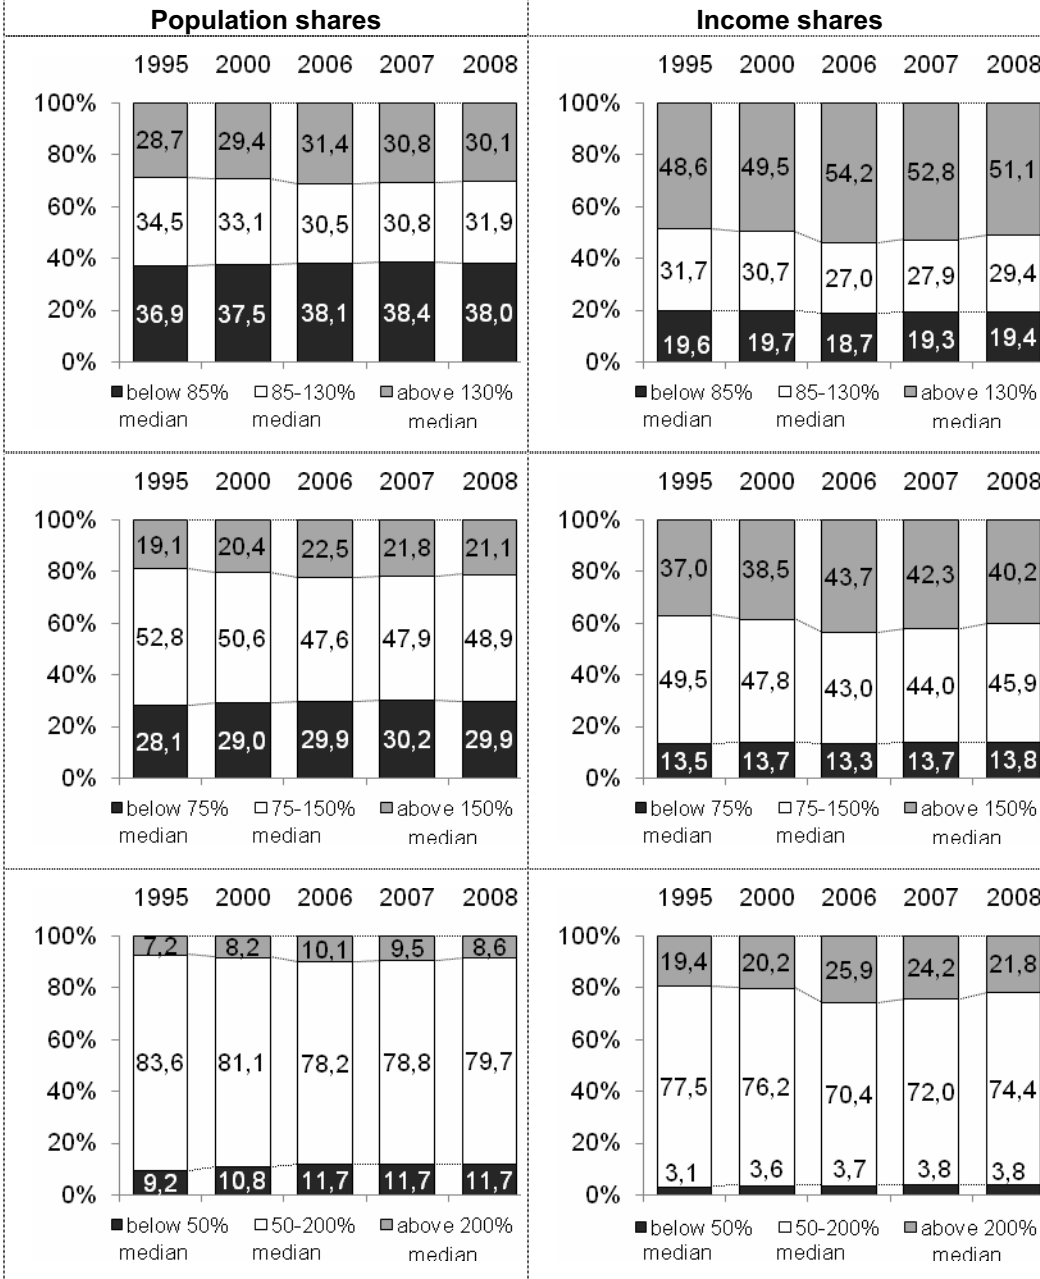 Population shares
Income shares
1995 2000 2006 2007 2008
100%
80%
60%
40%
20%
0%
28,7 29,4 31,4 30,8 30,1
34,5 33,1 30,5 30,8 31,9
36,9 37,5 38,1 38,4 38,0
below 85% median 85-130% median above 130% median
1995 2000 2006 2007 2008
100%
80%
60%
40%
20%
0%
48,6 49,5 54,2 52,8 51,1
31,7 30,7 27,0 27,9 29,4
19,6 19,7 18,7 19,3 19,4
below 85% median 85-130% median above 130% median
1995 2000 2006 2007 2008
100%
80%
60%
40%
20%
0%
19,1 20,4 22,5 21,8 21,1
52,8 50,6 47,6 47,9 48,9
28,1 29,0 29,9 30,2 29,9
below 75% median 75-150% median above 150% median
1995 2000 2006 2007 2008
100%
80%
60%
40%
20%
0%
37,0 38,5 43,7 42,3 40,2
49,5 47,8 43,0 44,0 45,9
13,5 13,7 13,3 13,7 13,8
below 75% median 75-150% median above 150% median
1995 2000 2006 2007 2008
100%
80%
60%
40%
20%
0%
7,2 8,2 10,1 9,5 8,6
83,6 81,1 78,2 78,8 79,7
9,2 10,8 11,7 11,7 11,7
below 50% median 50-200% median above 200% median
1995 2000 2006 2007 2008
100%
80%
60%
40%
20%
0%
19,4 20,2 25,9 24,2 21,8
77,5 76,2 70,4 72,0 74,4
3,1 3,6 3,7 3,8 3,8
below 50% median 50-200% median above 200% median